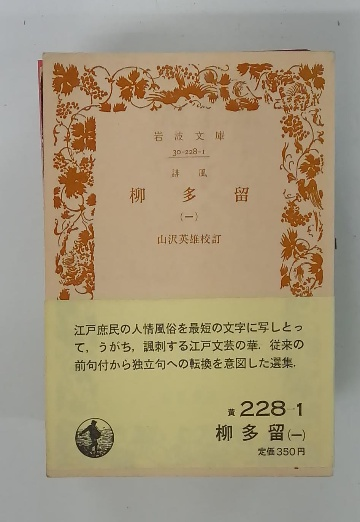 岩波文庫
30-228-1
誹風
柳多留
(一)
山沢英雄校訂
江戸庶民の人情風俗を最短の文字に写しとっ
て，うがち，諷刺する江戸文芸の華．従来の
前句付から独立句への転換を意図した選集．
黄 228-1
柳多留(一)
定価350円